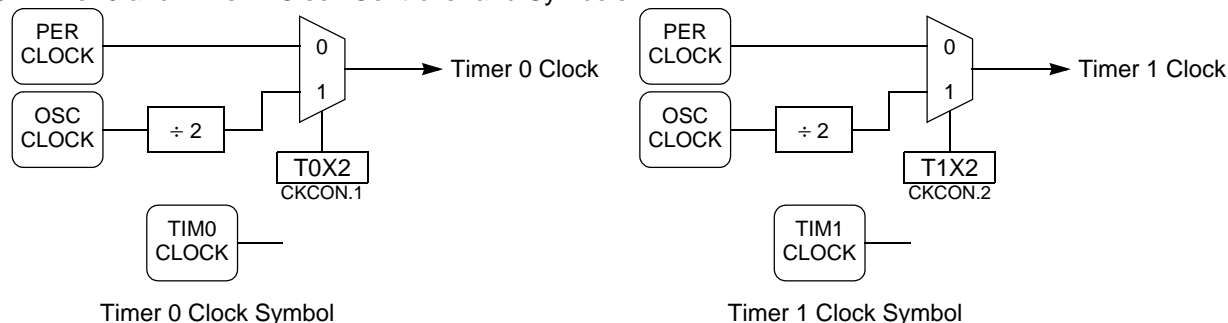 PER
CLOCK
0
1
Timer 0 Clock
OSC
CLOCK
÷ 2
T0X2
CKCON.1
TIM0
CLOCK
Timer 0 Clock Symbol
PER
CLOCK
0
1
Timer 1 Clock
OSC
CLOCK
÷ 2
T1X2
CKCON.2
TIM1
CLOCK
Timer 1 Clock Symbol